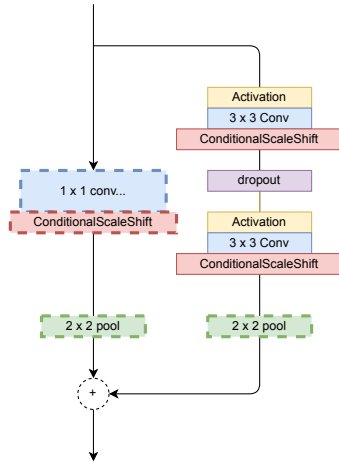 Activation
3 x 3 Conv
ConditionalScaleShift
1 x 1 conv...
dropout
ConditionalScaleShift
Activation
3 x 3 Conv
ConditionalScaleShift
2 x 2 pool
2 x 2 pool
+